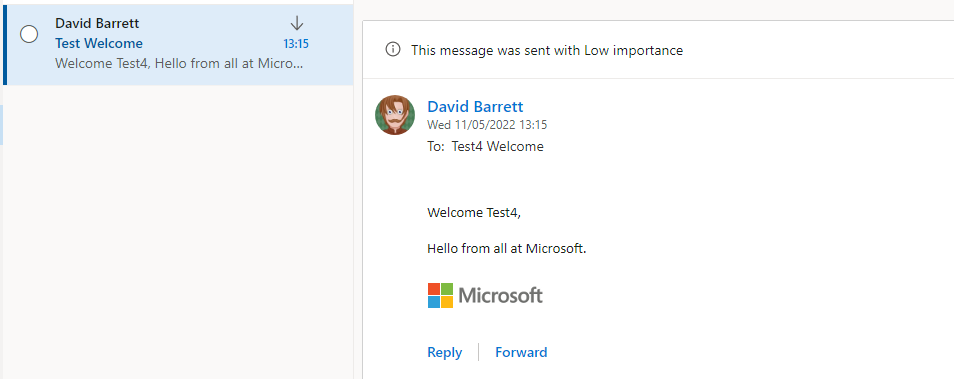 David Barrett
Test Welcome
13:15
Welcome Test4, Hello from all at Micro...
This message was sent with Low importance
David Barrett
Wed 11/05/2022 13:15
To: Test4 Welcome
Welcome Test4,
Hello from all at Microsoft.
Microsoft
Reply
Forward